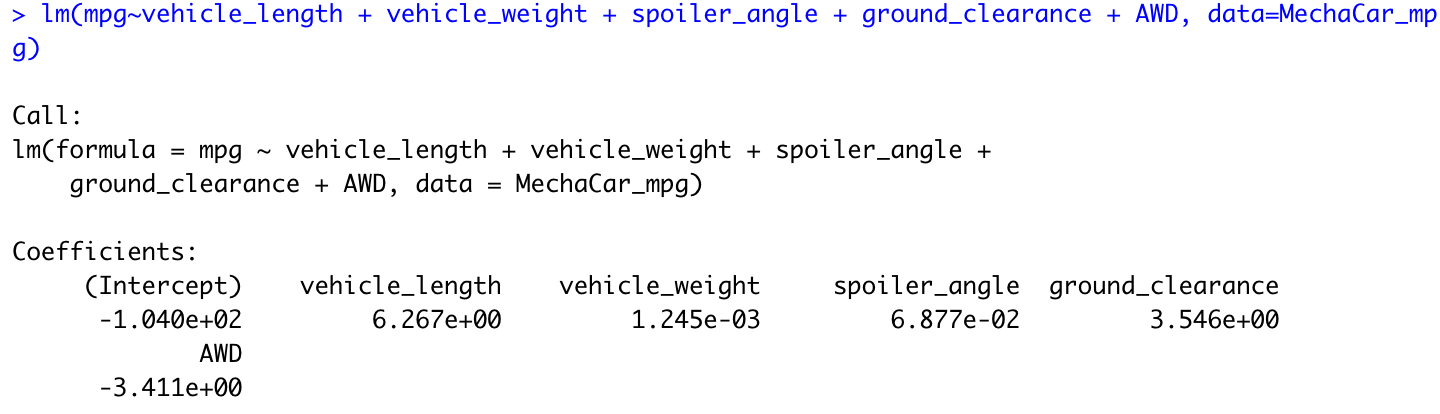 > lm(mpg~vehicle_length + vehicle_weight + spoiler_angle + ground_clearance + AWD, data=MechaCar_mp
g)
Call:
lm(formula = mpg ~ vehicle_length + vehicle_weight + spoiler_angle +
    ground_clearance + AWD, data = MechaCar_mpg)
Coefficients:
     (Intercept)    vehicle_length    vehicle_weight     spoiler_angle  ground_clearance
      -1.040e+02         6.267e+00         1.245e-03         6.877e-02         3.546e+00
             AWD
      -3.411e+00